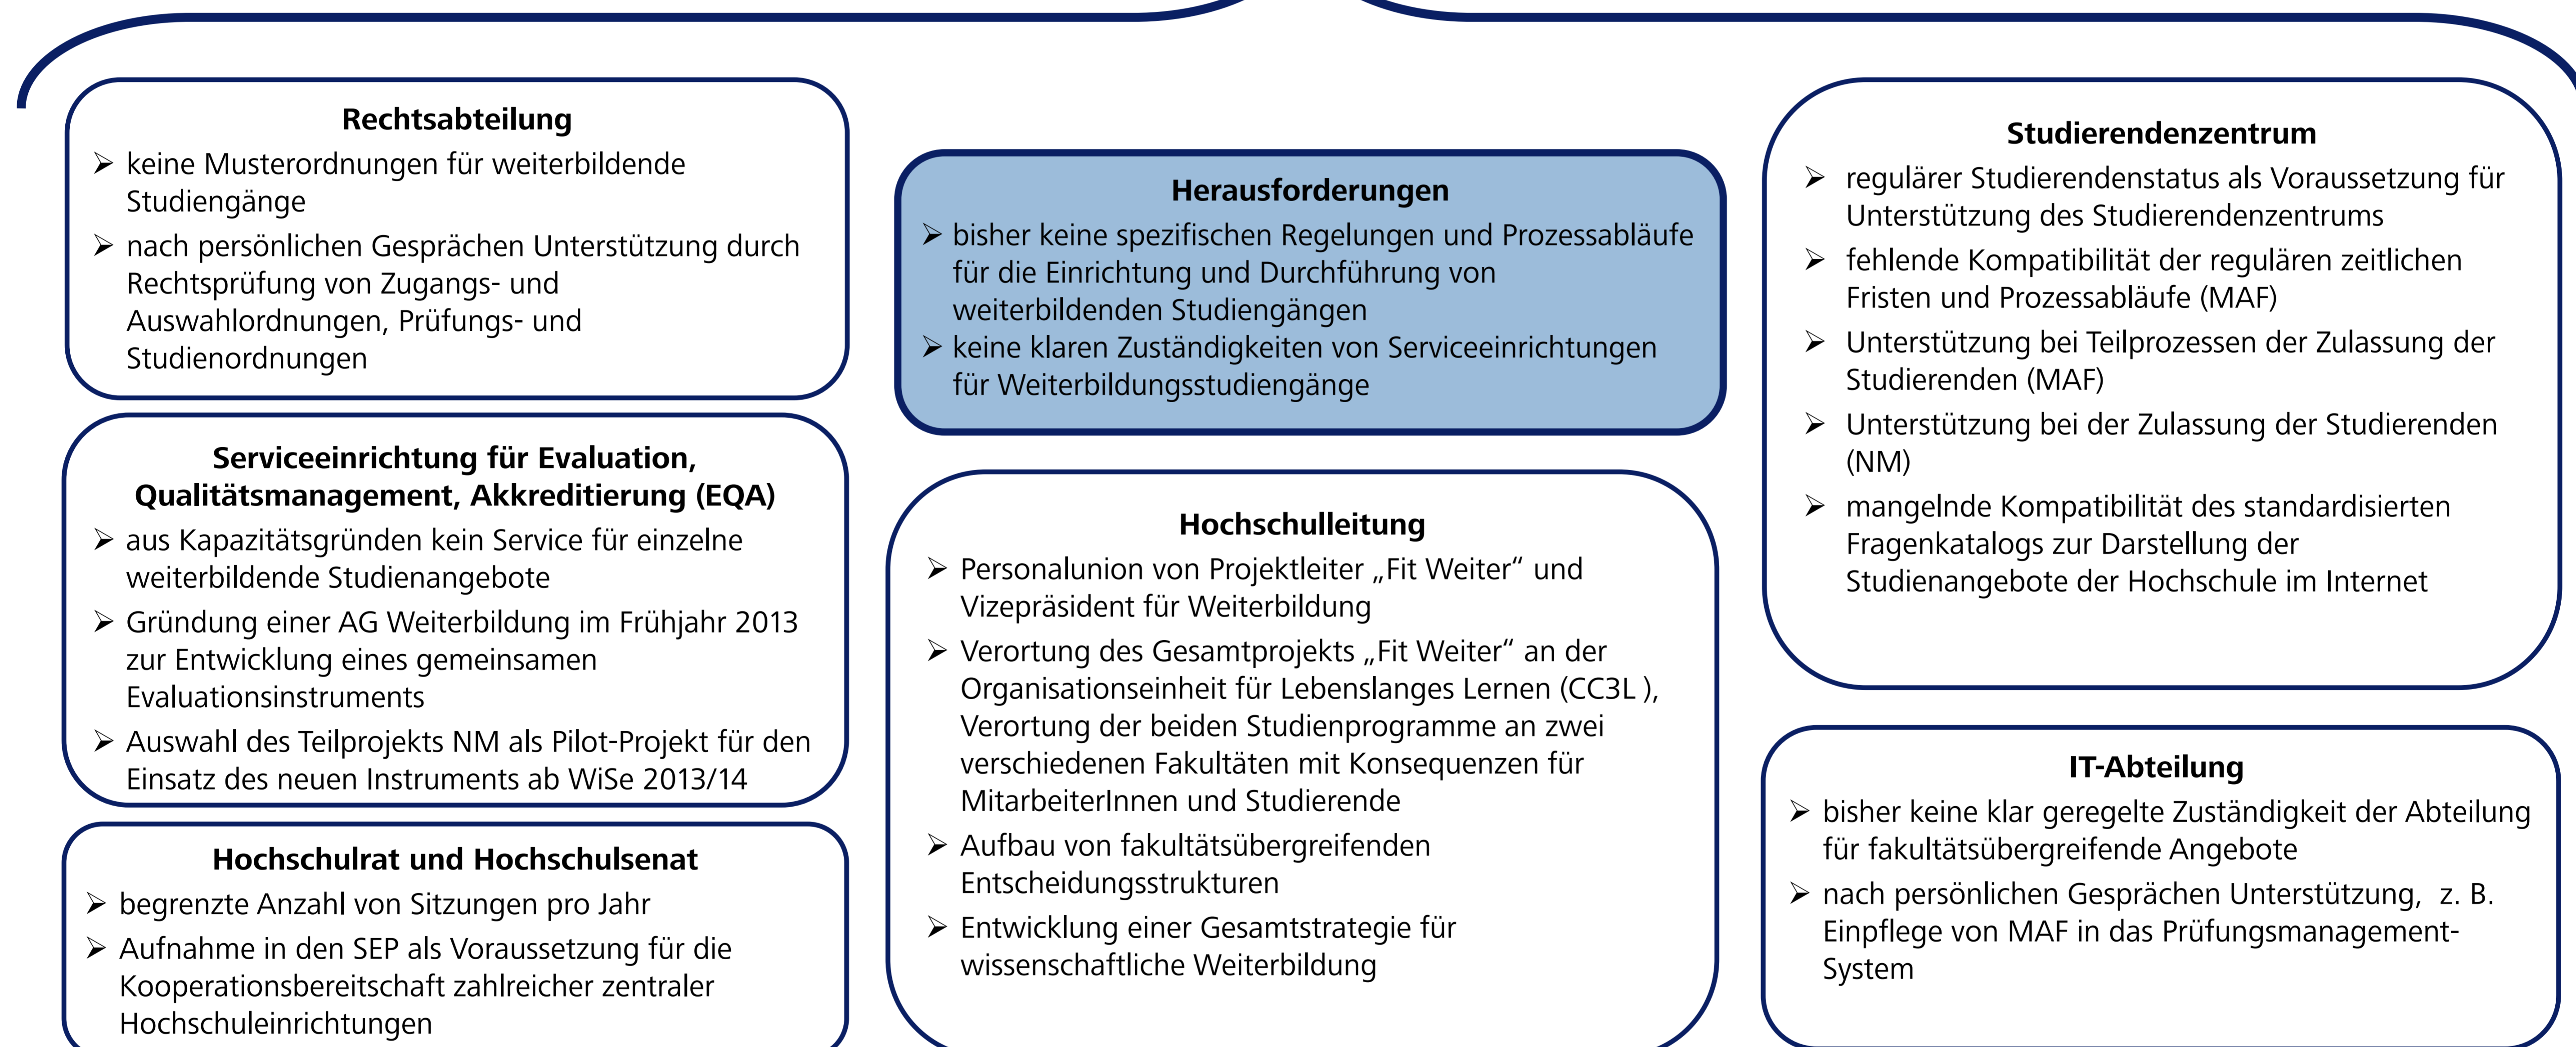 Rechtsabteilung
➢ keine Musterordnungen für weiterbildende
Studiengänge
➢ nach persönlichen Gesprächen Unterstützung durch
Rechtsprüfung von Zugangs- und
Auswahlordnungen, Prüfungs- und
Studienordnungen
Serviceeinrichtung für Evaluation,
Qualitätsmanagement, Akkreditierung (EQA)
➢ aus Kapazitätsgründen kein Service für einzelne
weiterbildende Studienangebote
➢ Gründung einer AG Weiterbildung im Frühjahr 2013
zur Entwicklung eines gemeinsamen
Evaluationsinstruments
➢ Auswahl des Teilprojekts NM als Pilot-Projekt für den
Einsatz des neuen Instruments ab WiSe 2013/14
Hochschulrat und Hochschulsenat
➢ begrenzte Anzahl von Sitzungen pro Jahr
➢ Aufnahme in den SEP als Voraussetzung für die
Kooperationsbereitschaft zahlreicher zentraler
Hochschuleinrichtungen
Herausforderungen
➢ bisher keine spezifischen Regelungen und Prozessabläufe
für die Einrichtung und Durchführung von
weiterbildenden Studiengängen
➢ keine klaren Zuständigkeiten von Serviceeinrichtungen
für Weiterbildungsstudiengänge
Hochschulleitung
➢ Personalunion von Projektleiter „Fit Weiter“ und
Vizepräsident für Weiterbildung
➢ Verortung des Gesamtprojekts „Fit Weiter“ an der
Organisationseinheit für Lebenslanges Lernen (CC3L ),
Verortung der beiden Studienprogramme an zwei
verschiedenen Fakultäten mit Konsequenzen für
MitarbeiterInnen und Studierende
➢ Aufbau von fakultätsübergreifenden
Entscheidungsstrukturen
➢ Entwicklung einer Gesamtstrategie für
wissenschaftliche Weiterbildung
Studierendenzentrum
➢ regulärer Studierendenstatus als Voraussetzung für
Unterstützung des Studierendenzentrums
➢ fehlende Kompatibilität der regulären zeitlichen
Fristen und Prozessabläufe (MAF)
➢ Unterstützung bei Teilprozessen der Zulassung der
Studierenden (MAF)
➢ Unterstützung bei der Zulassung der Studierenden
(NM)
➢ mangelnde Kompatibilität des standardisierten
Fragenkatalogs zur Darstellung der
Studienangebote der Hochschule im Internet
IT-Abteilung
➢ bisher keine klar geregelte Zuständigkeit der Abteilung
für fakultätsübergreifende Angebote
➢ nach persönlichen Gesprächen Unterstützung,  z. B.
Einpflege von MAF in das Prüfungsmanagement-
System